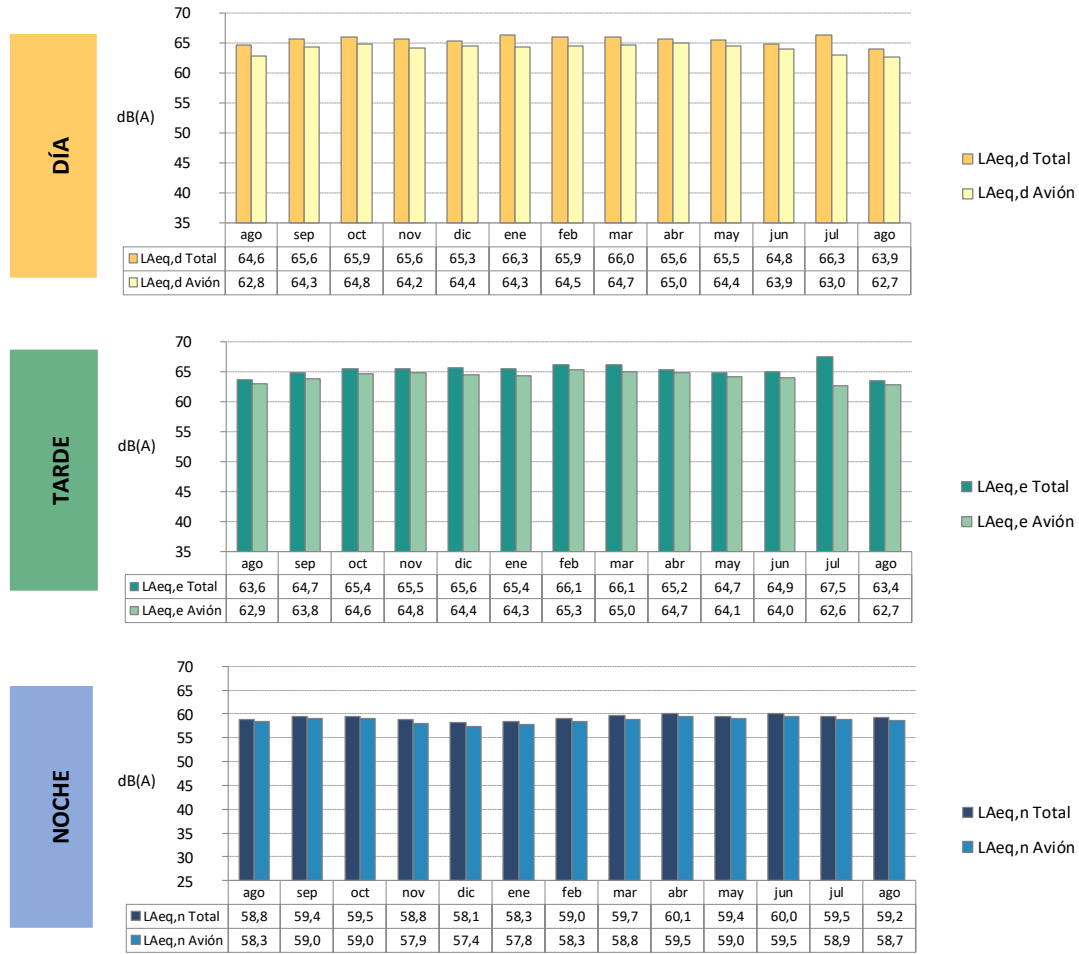 DÍA
dB(A)
70
65
60
55
50
45
40
35
ago sep oct nov dic ene feb mar abr may jun jul ago
LAeq,d Total 64,6 65,6 65,9 65,6 65,3 66,3 65,9 66,0 65,6 65,5 64,8 66,3 63,9
LAeq,d Avión 62,8 64,3 64,8 64,2 64,4 64,3 64,5 64,7 65,0 64,4 63,9 63,0 62,7
LAeq,d Total
LAeq,d Avión
TARDE
dB(A)
70
65
60
55
50
45
40
35
ago sep oct nov dic ene feb mar abr may jun jul ago
LAeq,e Total 63,6 64,7 65,4 65,5 65,6 65,4 66,1 66,1 65,2 64,7 64,9 67,5 63,4
LAeq,e Avión 62,9 63,8 64,6 64,8 64,4 64,3 65,3 65,0 64,7 64,1 64,0 62,6 62,7
LAeq,e Total
LAeq,e Avión
NOCHE
dB(A)
70
65
60
55
50
45
40
35
30
25
ago sep oct nov dic ene feb mar abr may jun jul ago
LAeq,n Total 58,8 59,4 59,5 58,8 58,1 58,3 59,0 59,7 60,1 59,4 60,0 59,5 59,2
LAeq,n Avión 58,3 59,0 59,0 57,9 57,4 57,8 58,3 58,8 59,5 59,0 59,5 58,9 58,7
LAeq,n Total
LAeq,n Avión